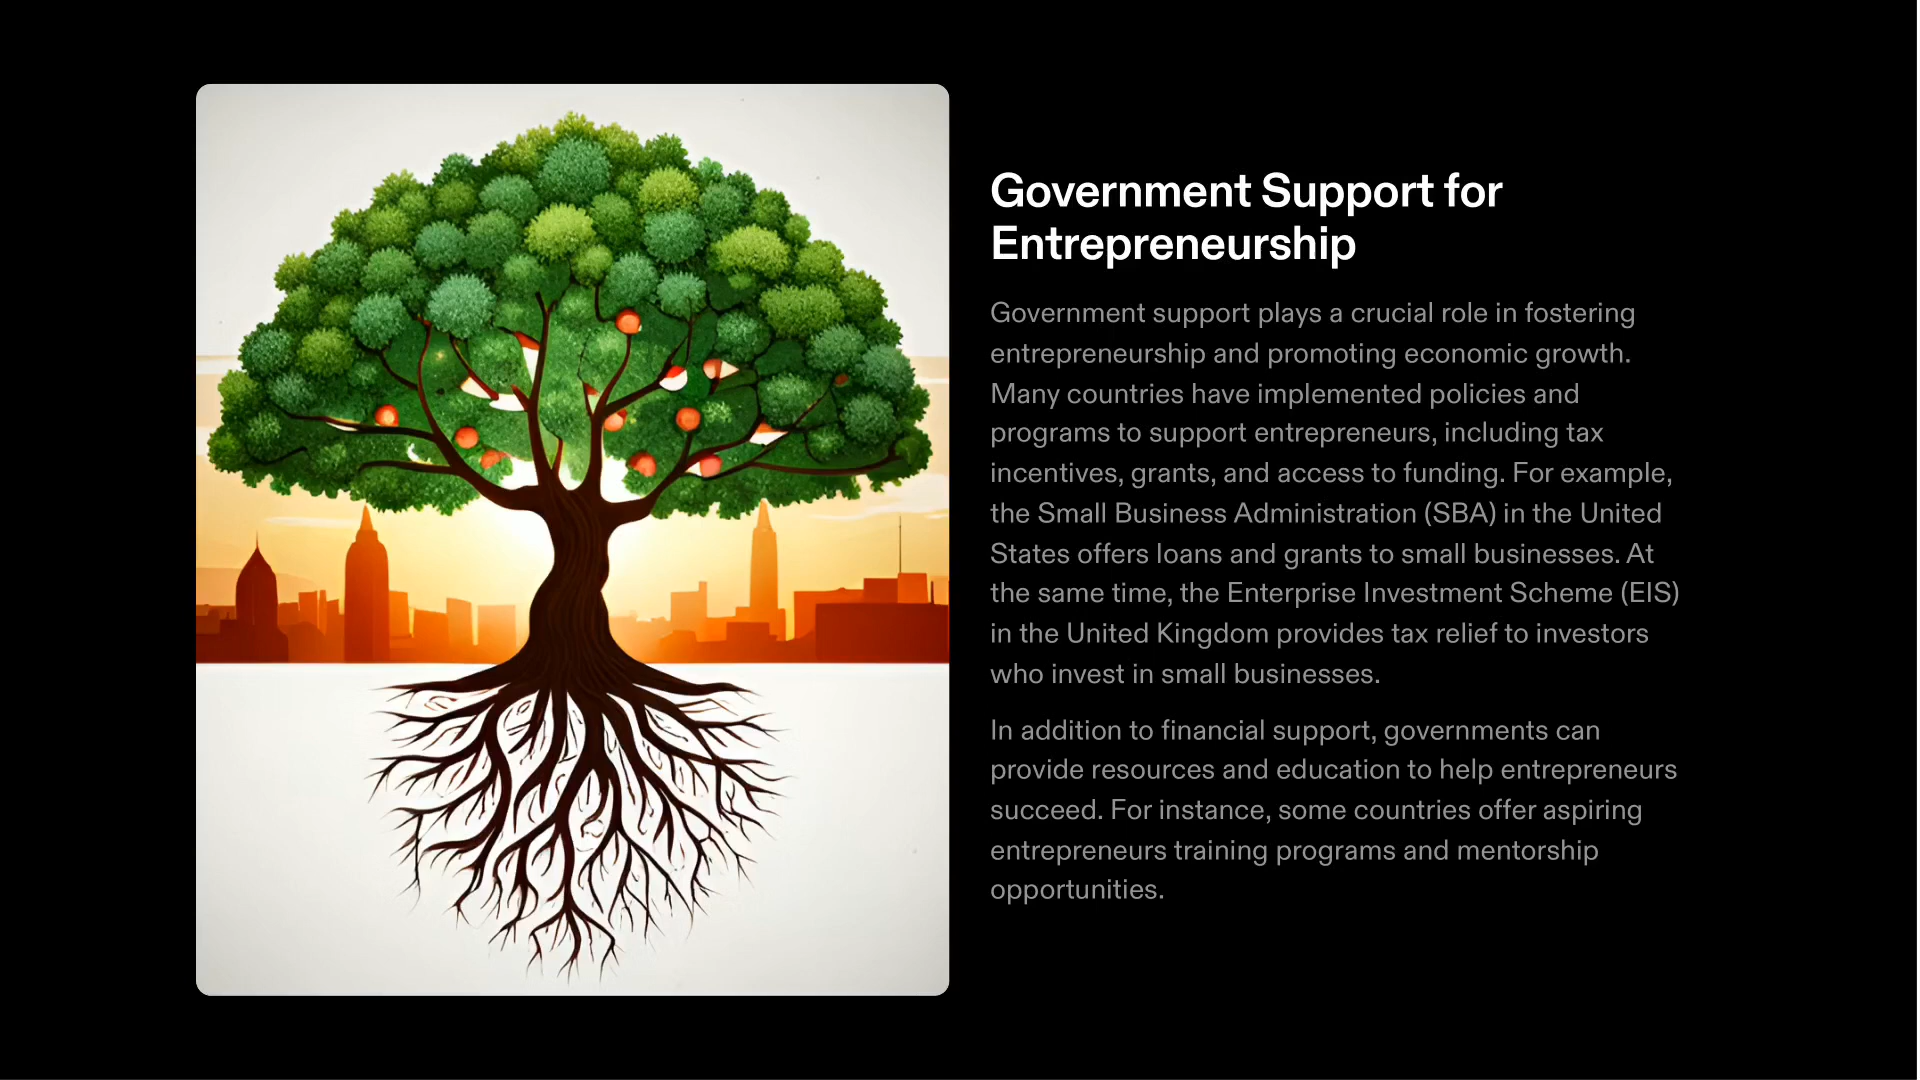 Government Support for
Entrepreneurship
Government support plays a crucial role in fostering
entrepreneurship and promoting economic growth.
Many countries have implemented policies and
programs to support entrepreneurs, including tax
incentives, grants, and access to funding. For example,
the Small Business Administration (SBA) in the United
States offers loans and grants to small businesses. At
the same time, the Enterprise Investment Scheme (EIS)
in the United Kingdom provides tax relief to investors
who invest in small businesses.
In addition to financial support, governments can
provide resources and education to help entrepreneurs
succeed. For instance, some countries offer aspiring
entrepreneurs training programs and mentorship
opportunities.